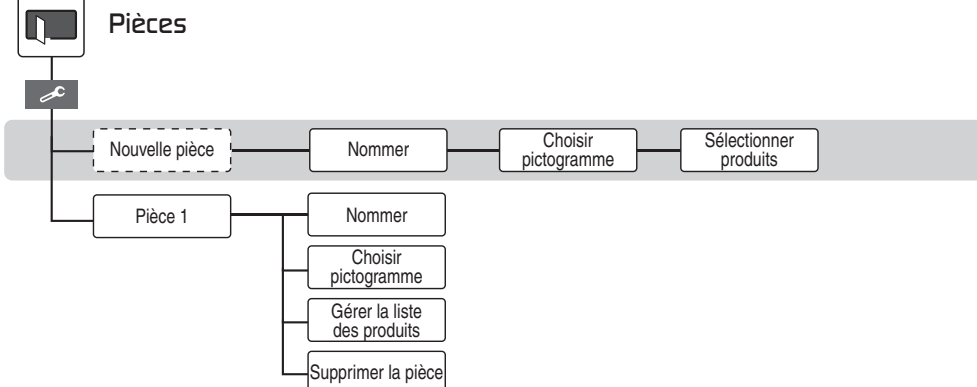 Pièces
Nouvelle pièce
Nommer
Choisir
pictogramme
Sélectionner
produits
Pièce 1
Nommer
Choisir
pictogramme
Gérer la liste
des produits
Supprimer la pièce